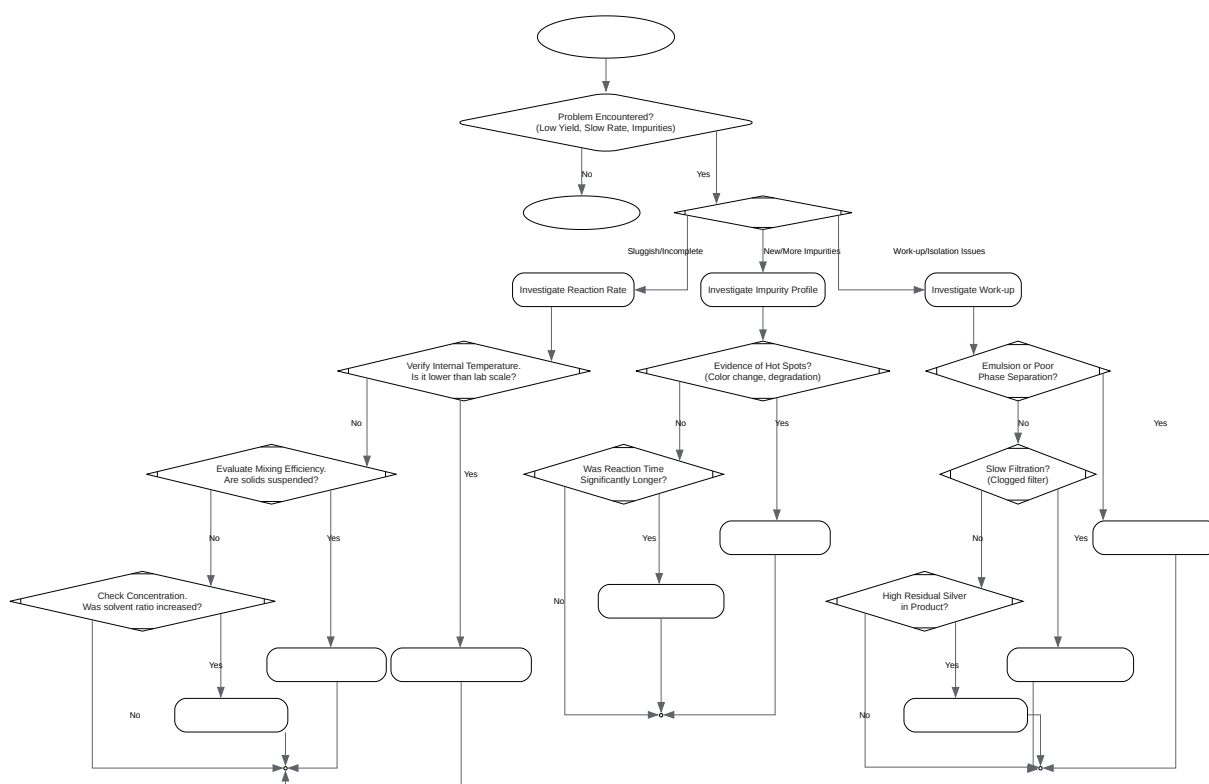 Problem Encountered?
(Low Yield, Slow Rate, Impurities)
No
Yes
Sluggish/Incomplete
New/More Impurities
Work-up/Isolation Issues
Investigate Reaction Rate
Investigate Impurity Profile
Investigate Work-up
Verify Internal Temperature.
Is it lower than lab scale?
Evidence of Hot Spots?
(Color change, degradation)
Emulsion or Poor
Phase Separation?
No
No
Yes
No
Yes
Evaluate Mixing Efficiency.
Are solids suspended?
Yes
Was Reaction Time
Significantly Longer?
Slow Filtration?
(Clogged filter)
No
Yes
Yes
No
Yes
Check Concentration.
Was solvent ratio increased?
No
High Residual Silver
in Product?
Yes
Yes
No
No